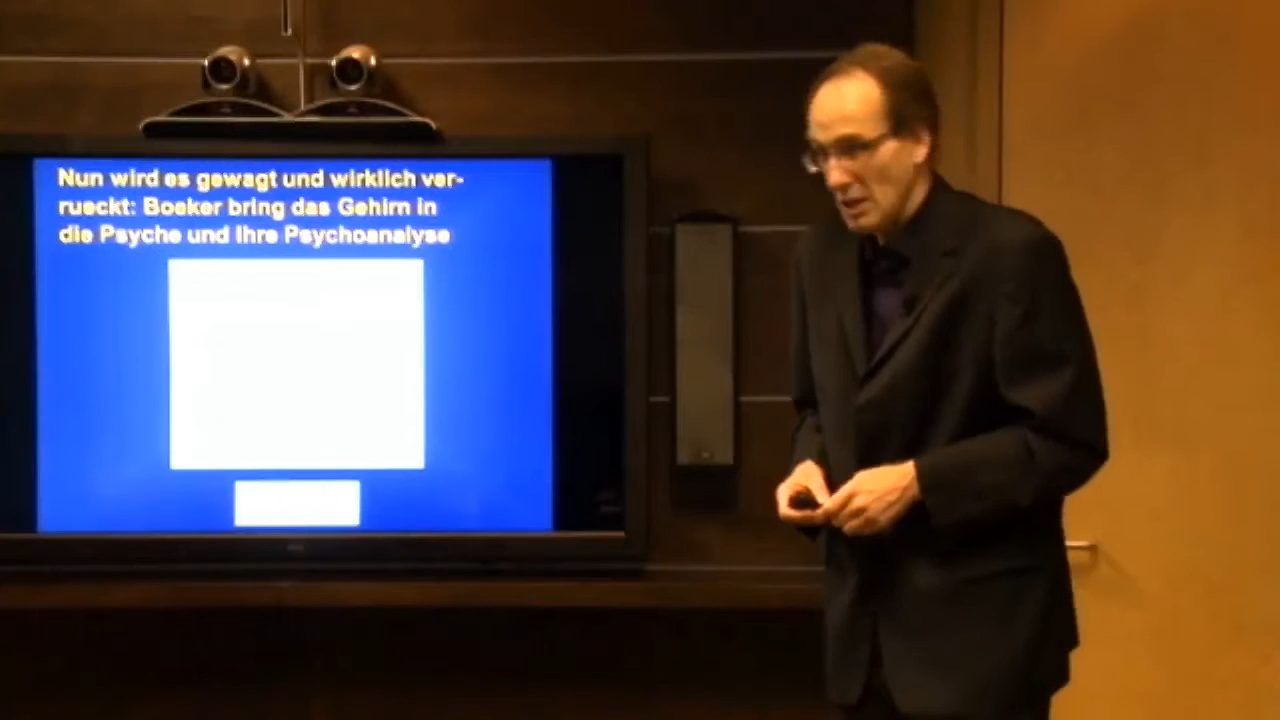 Nun wird es gewagt und wirklich ver-
rueckt: Boeker bring das Gehirn in
die Psyche und Ihre Psychoanalyse